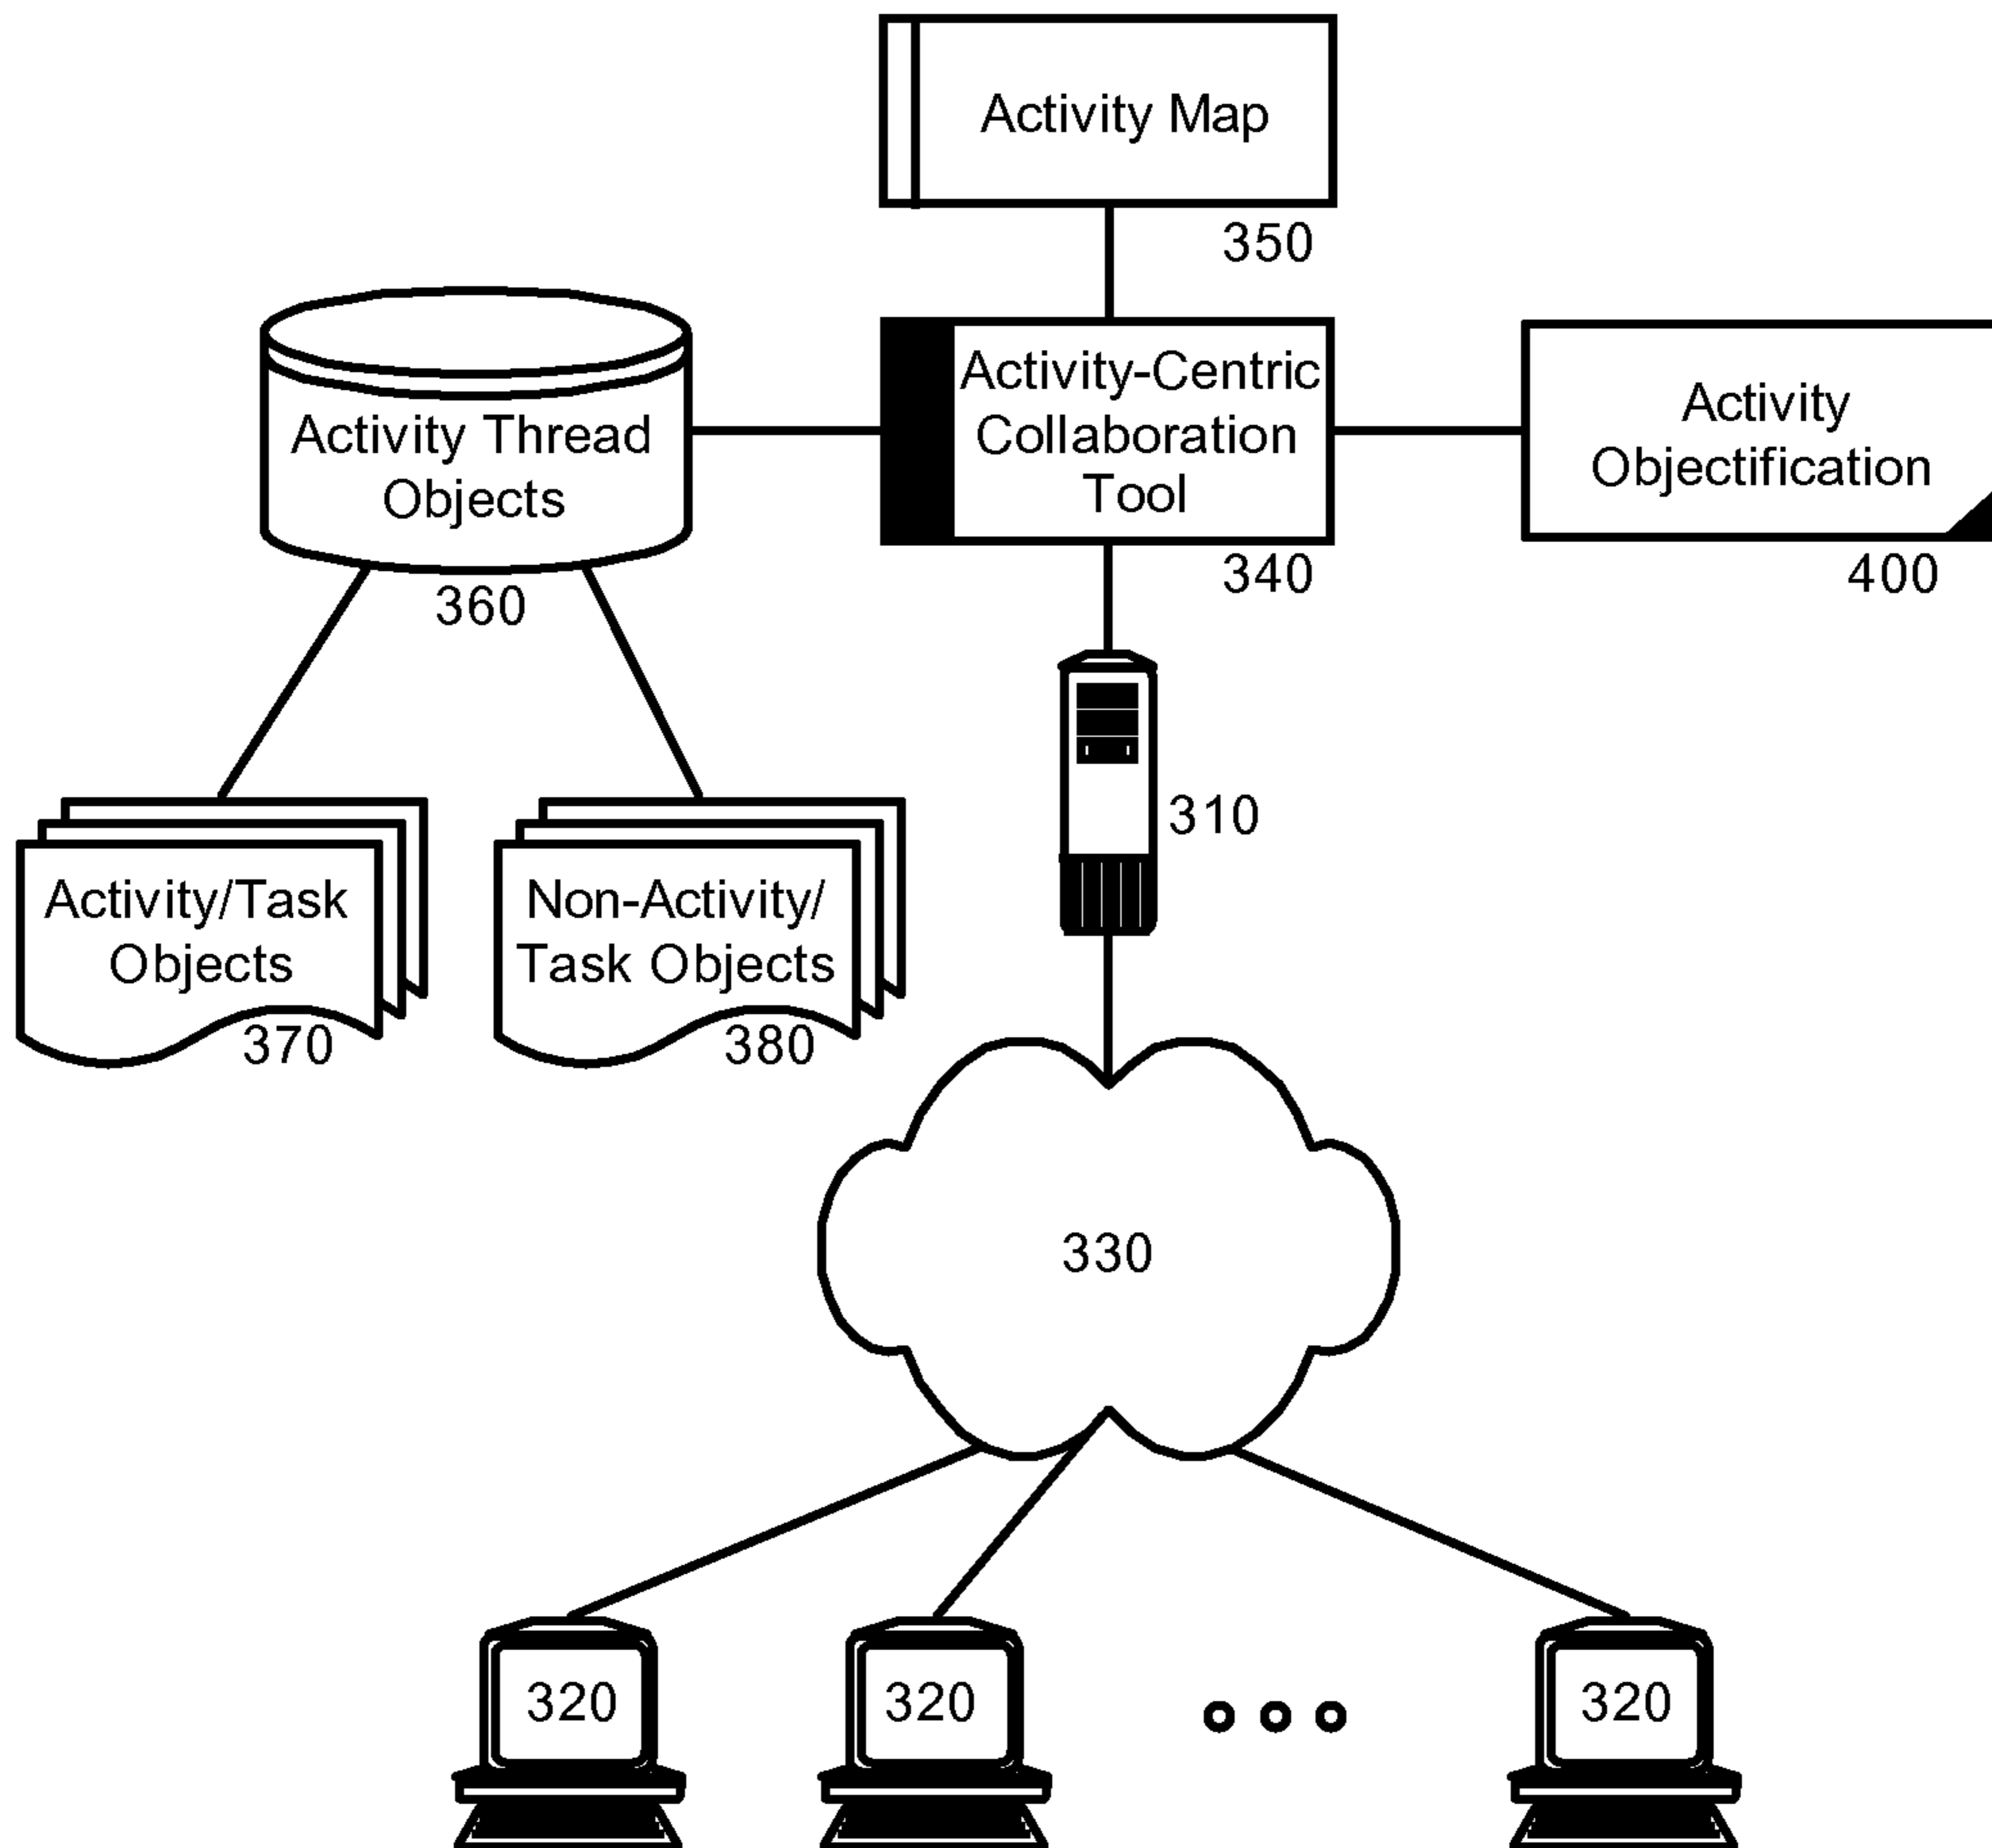 Activity Map
350
Activity Thread
Objects
360
Activity-Centric
Collaboration
Tool
340
Activity
Objectification
400
310
Activity/Task
Objects
370
Non-Activity/
Task Objects
380
330
320
320
320